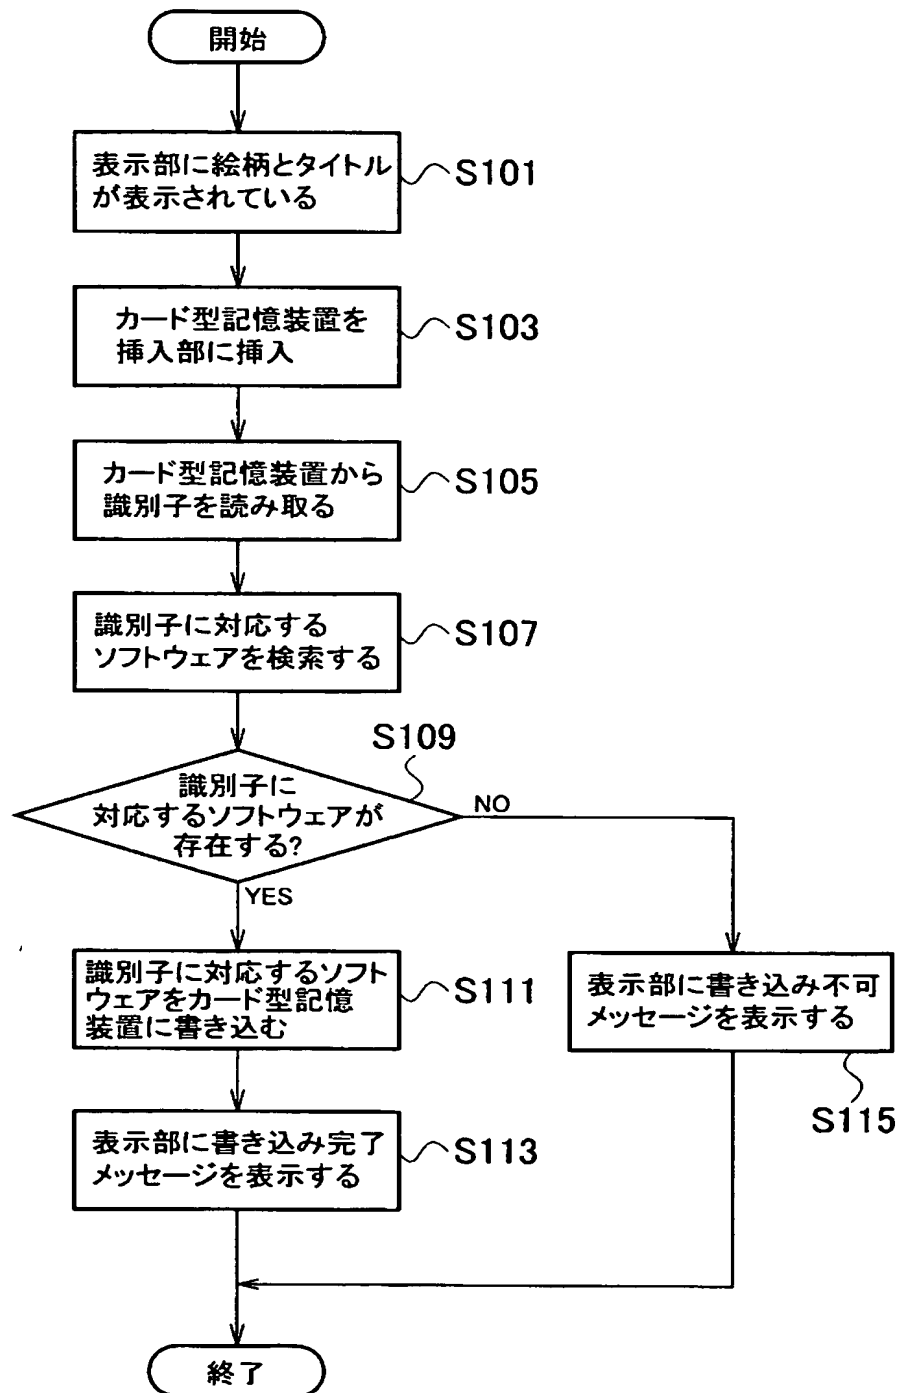 開始
表示部に絵柄とタイトル
が表示されている
S101
カード型記憶装置を
挿入部に挿入
S103
カード型記憶装置から
識別子を読み取る
S105
識別子に対応する
ソフトウェアを検索する
S107
S109
識別子に
対応するソフトウェアが
存在する?
NO
YES
識別子に対応するソフト
ウェアをカード型記憶
装置に書き込む
S111
表示部に書き込み不可
メッセージを表示する
S115
表示部に書き込み完了
メッセージを表示する
S113
終了